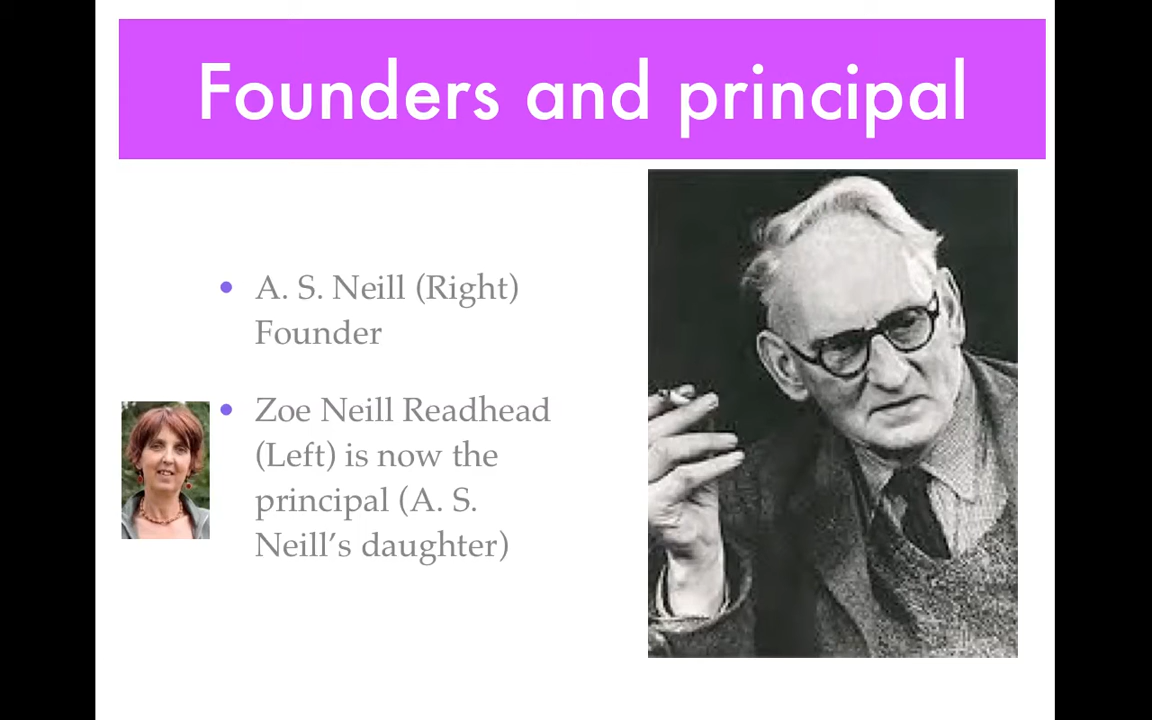 Founders and principal
• A. S. Neill (Right)
Founder
• Zoe Neill Readhead
(Left) is now the
principal (A. S.
Neill’s daughter)